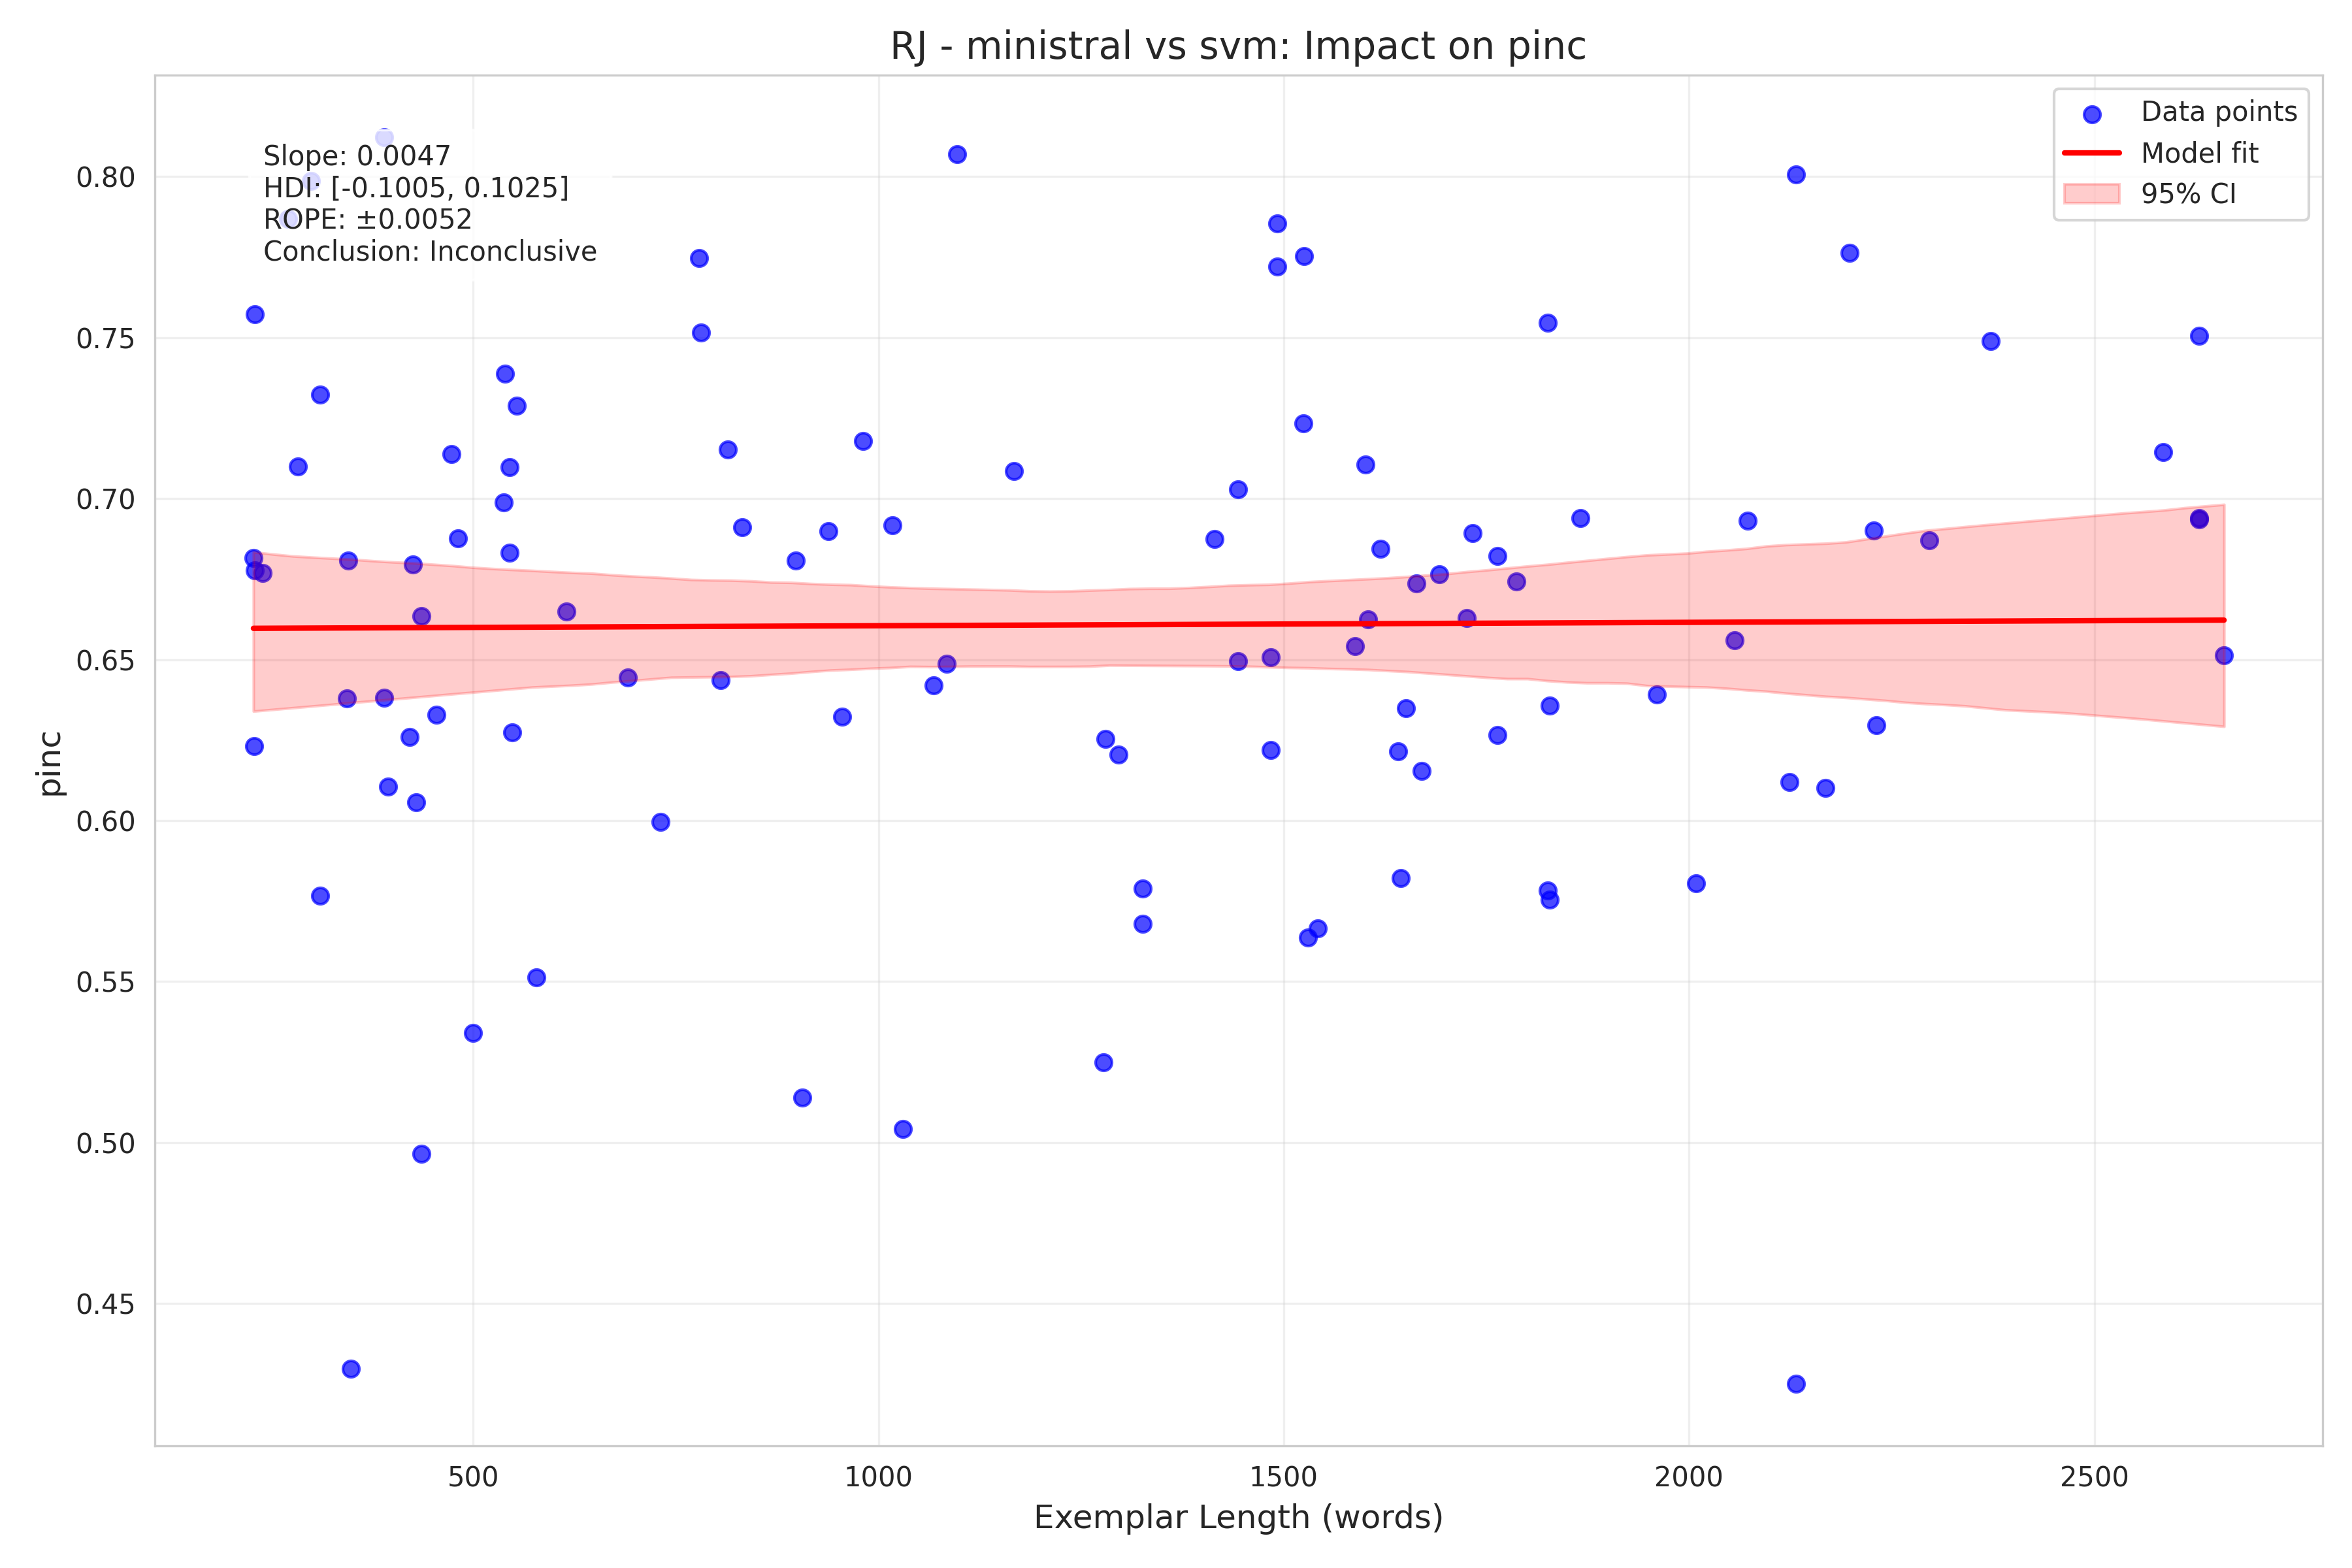 RJ - ministral vs svm: Impact on pinc
Slope: 0.0047
HDI: [-0.1005, 0.1025]
ROPE: ±0.0052
Conclusion: Inconclusive
Data points
Model fit
95% CI
pinc
0.80
0.75
0.70
0.65
0.60
0.55
0.50
0.45
500
1000
1500
2000
2500
Exemplar Length (words)